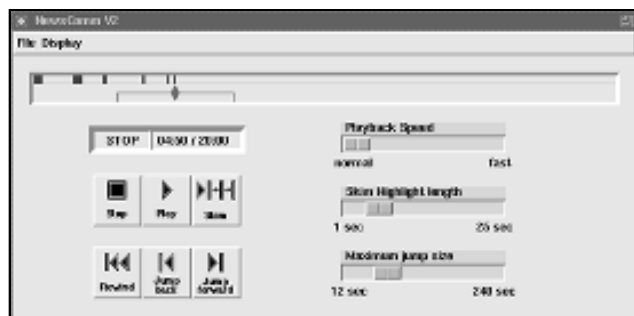 NewsComm V2
File Display
STOP 04:50 / 20:00
Playback Speed
normal fast
Stop Play Skim
Skim Highlight length
1 sec 25 sec
Rewind Jump back Jump forward
Maximum jump size
12 sec 240 sec